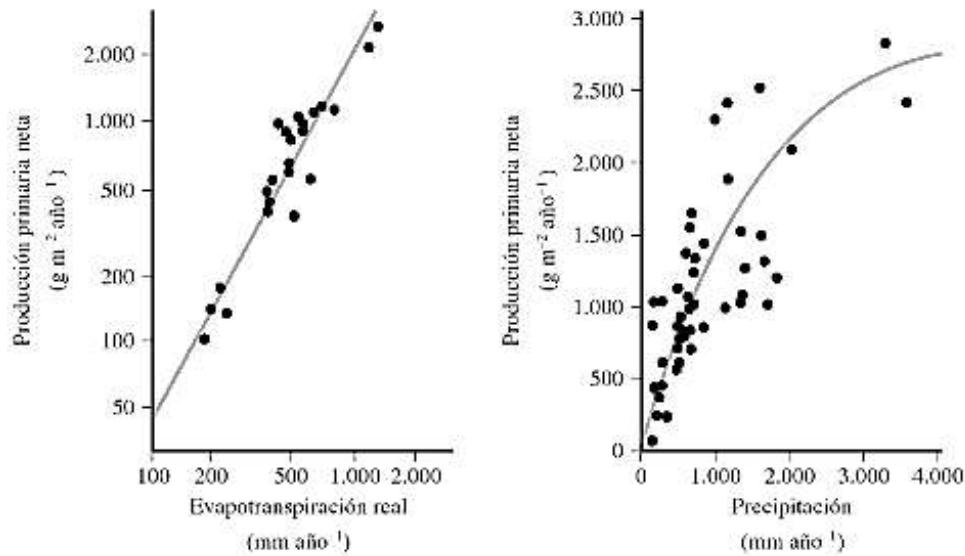 Producción primaria neta
(g m⁻² año⁻¹)
2.000
1.000
500
200
100
50
100 200 500 1.000 2.000
Evapotranspiración real
(mm año⁻¹)
Producción primaria neta
(g m⁻² año⁻¹)
3.000
2.500
2.000
1.500
1.000
500
0
0 1.000 2.000 3.000 4.000
Precipitación
(mm año⁻¹)